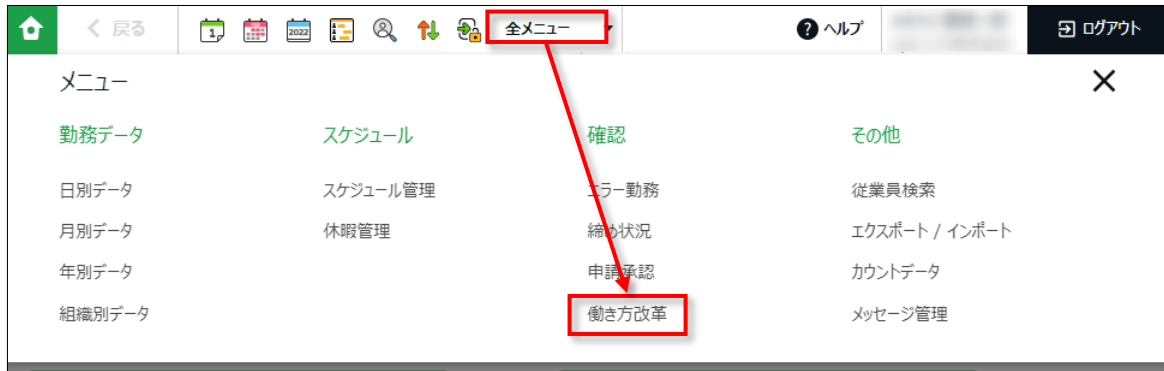 戻る 1 2022 全メニュー ? ヘルプ ログアウト
メニュー
勤務データ スケジュール 確認 その他
日別データ スケジュール管理 エラー勤務 従業員検索
月別データ 休暇管理 締め状況 エクスポート / インポート
年別データ 申請承認 カウントデータ
組織別データ 働き方改革 メッセージ管理